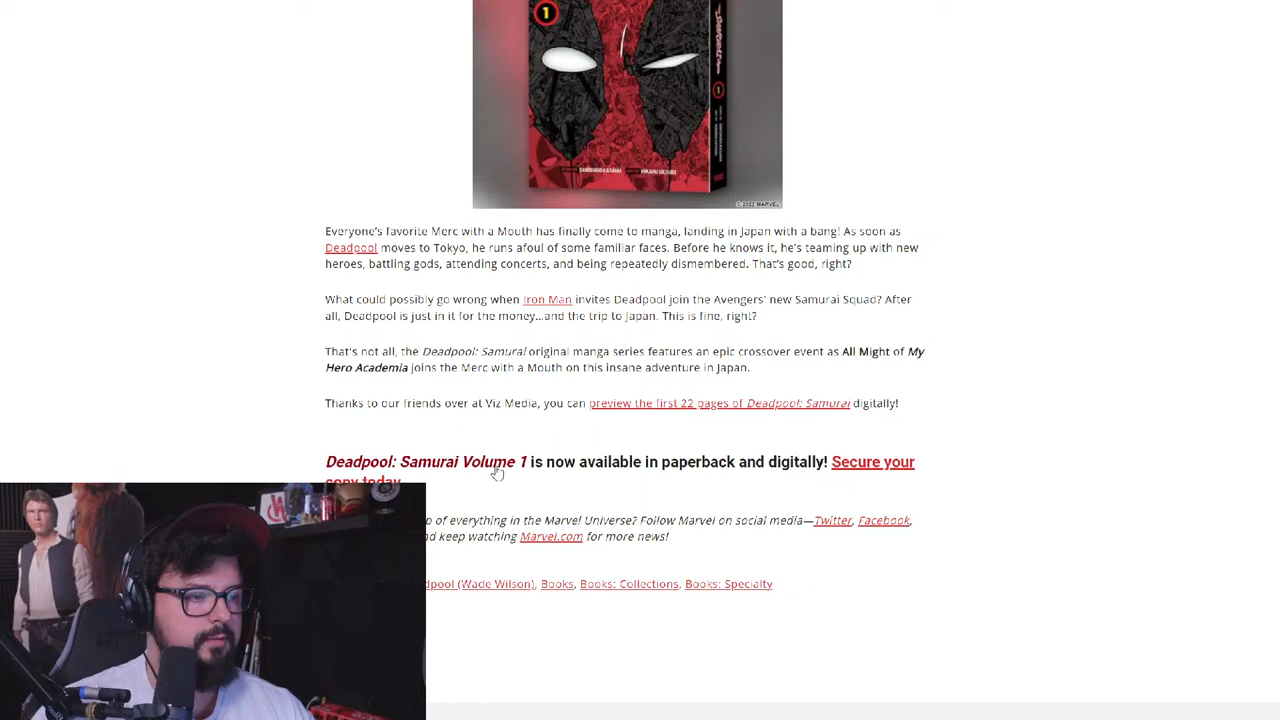 1
1
SANSHIRO KASAMA HIKARU UESUGI
© 2022 MARVEL
Everyone's favorite Merc with a Mouth has finally come to manga, landing in Japan with a bang! As soon as
Deadpool moves to Tokyo, he runs afoul of some familiar faces. Before he knows it, he's teaming up with new
heroes, battling gods, attending concerts, and being repeatedly dismembered. That's good, right?
What could possibly go wrong when Iron Man invites Deadpool join the Avengers' new Samurai Squad? After
all, Deadpool is just in it for the money…and the trip to Japan. This is fine, right?
That's not all, the Deadpool: Samurai original manga series features an epic crossover event as All Might of My
Hero Academia joins the Merc with a Mouth on this insane adventure in Japan.
Thanks to our friends over at Viz Media, you can preview the first 22 pages of Deadpool: Samurai digitally!
Deadpool: Samurai Volume 1 is now available in paperback and digitally! Secure your
copy today
p of everything in the Marvel Universe? Follow Marvel on social media—Twitter, Facebook,
nd keep watching Marvel.com for more news!
dpool (Wade Wilson), Books, Books: Collections, Books: Specialty